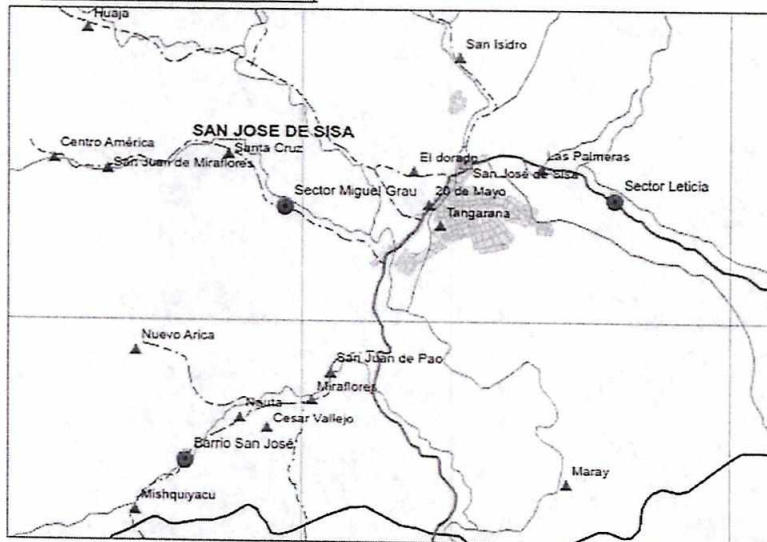 Huaja
San Isidro
SAN JOSE DE SISA
Centro América
San Juan de Miraflores
Santa Cruz
El dorado
Las Palmeras
San José de Sisa
Sector Miguel Grau
20 de Mayo
Sector Leticia
Tangarana
Nuevo Arica
San Juan de Pao
Miraflores
Nauta
Cesar Vallejo
Barrio San José
Maray
Mishquiyacu